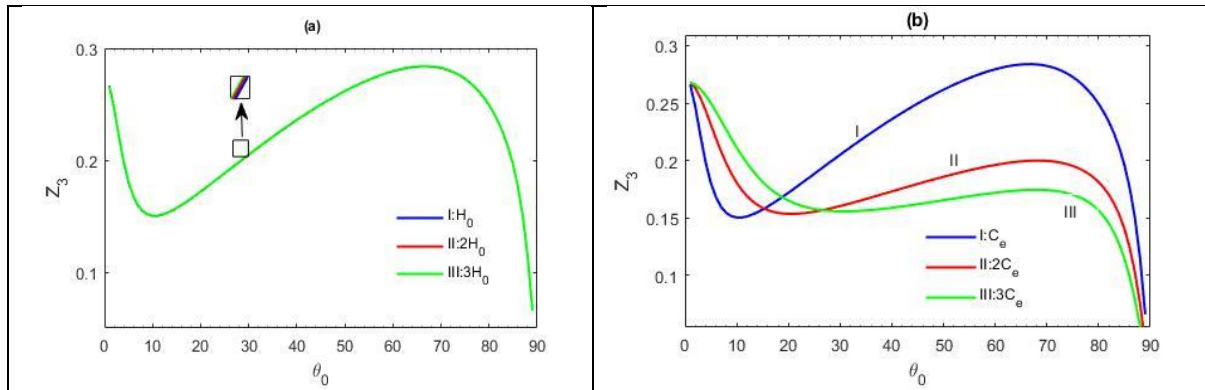 (a)
0.3
0.2
0.1
Z₃
I:H₀
II:2H₀
III:3H₀
0 10 20 30 40 50 60 70 80 90
θ₀
(b)
0.3
0.25
0.2
0.15
0.1
Z₃
I
II
III
I:Cₑ
II:2Cₑ
III:3Cₑ
0 10 20 30 40 50 60 70 80 90
θ₀